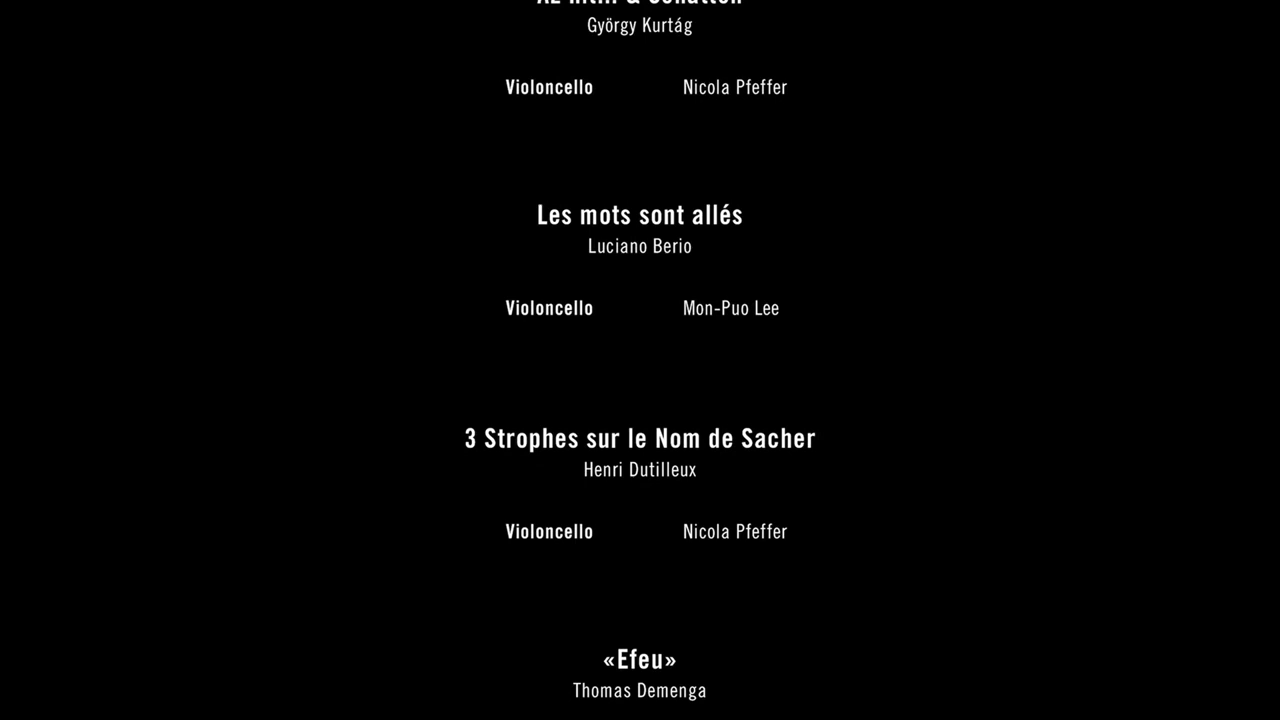 György Kurtág
Violoncello Nicola Pfeffer
Les mots sont allés
Luciano Berio
Violoncello Mon-Puo Lee
3 Strophes sur le Nom de Sacher
Henri Dutilleux
Violoncello Nicola Pfeffer
«Efeu»
Thomas Demenga